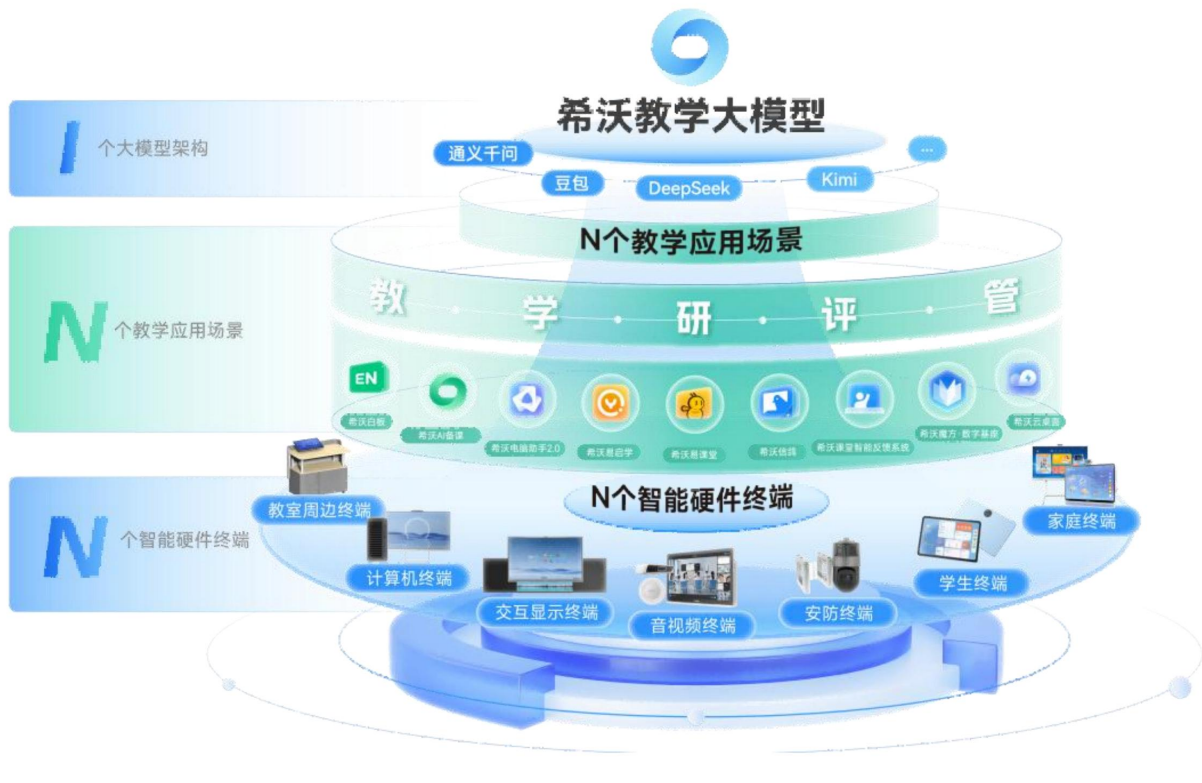 希沃教学大模型
1
个大模型架构
通义千问
豆包
DeepSeek
Kimi
...
N个教学应用场景
教·学·研·评·管
N
个教学应用场景
EN
希沃白板
希沃AI备课
希沃电脑助手2.0
希沃易启学
希沃易课堂
希沃信鸽
希沃课堂智能反馈系统
希沃魔方·数字基座
希沃云桌面
N个智能硬件终端
N
个智能硬件终端
教室周边终端
计算机终端
交互显示终端
音视频终端
安防终端
学生终端
家庭终端